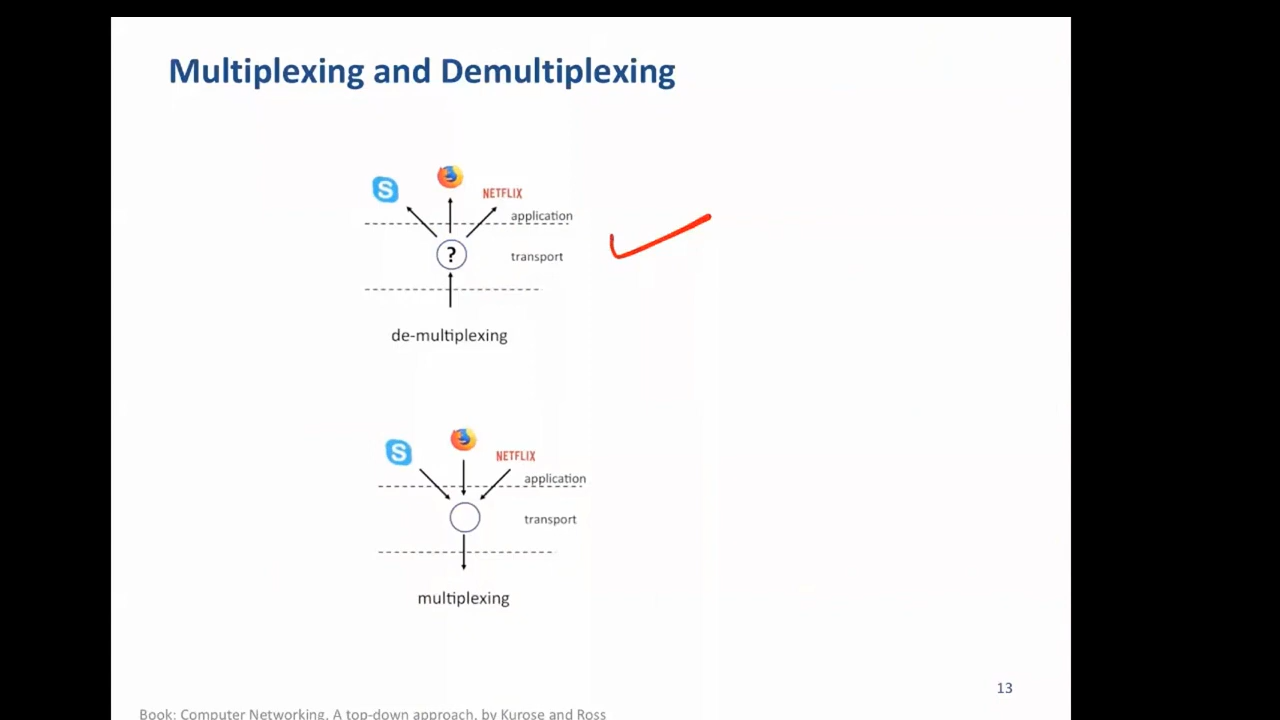 Multiplexing and Demultiplexing
S
NETFLIX
application
?
transport
de-multiplexing
S
NETFLIX
application
transport
multiplexing
13
Book: Computer Networking, A top-down approach, by Kurose and Ross